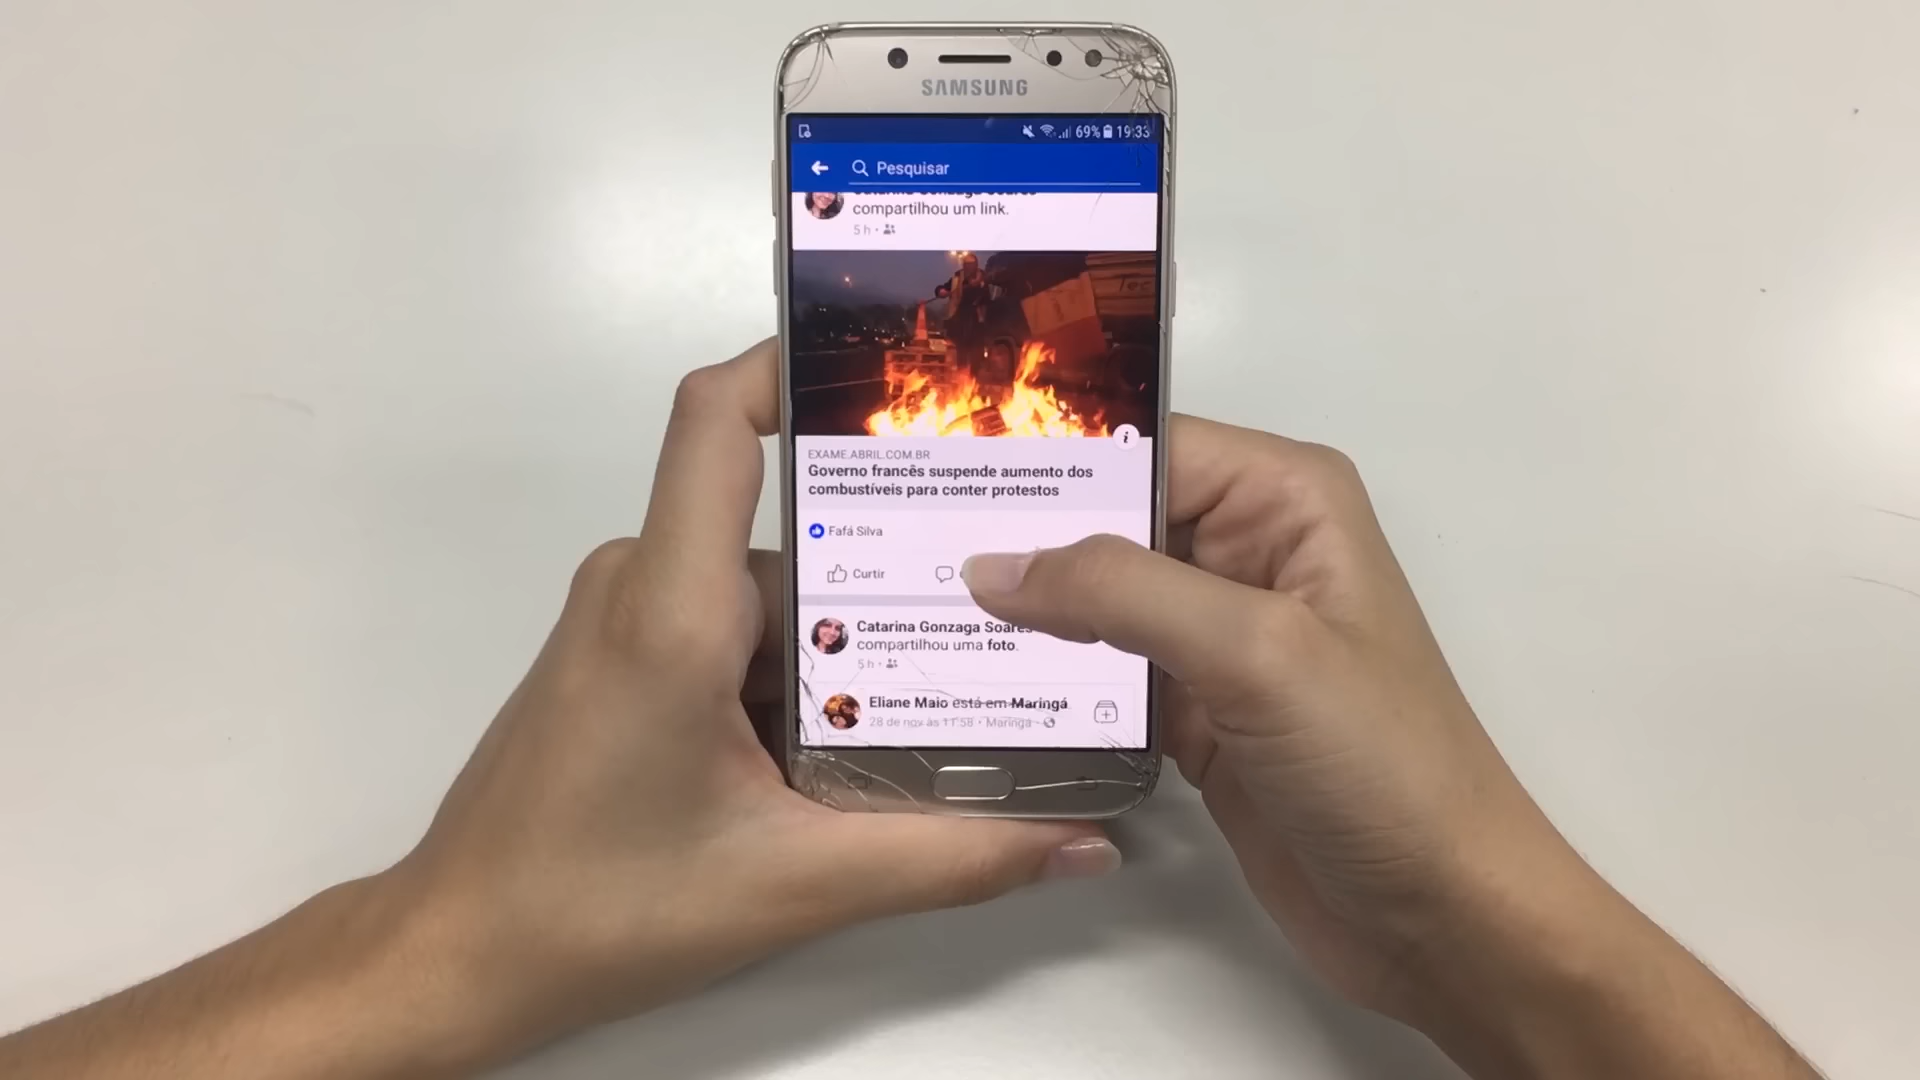 SAMSUNG
69% 19:33
Pesquisar
compartilhou um link.
5 h
Tec
EXAME.ABRIL.COM.BR
Governo francês suspende aumento dos
combustíveis para conter protestos
Fafá Silva
Curtir
Catarina Gonzaga Soares
compartilhou uma foto.
5 h
Eliane Maio está em Maringá.
28 de nov às 11:58 • Maringá